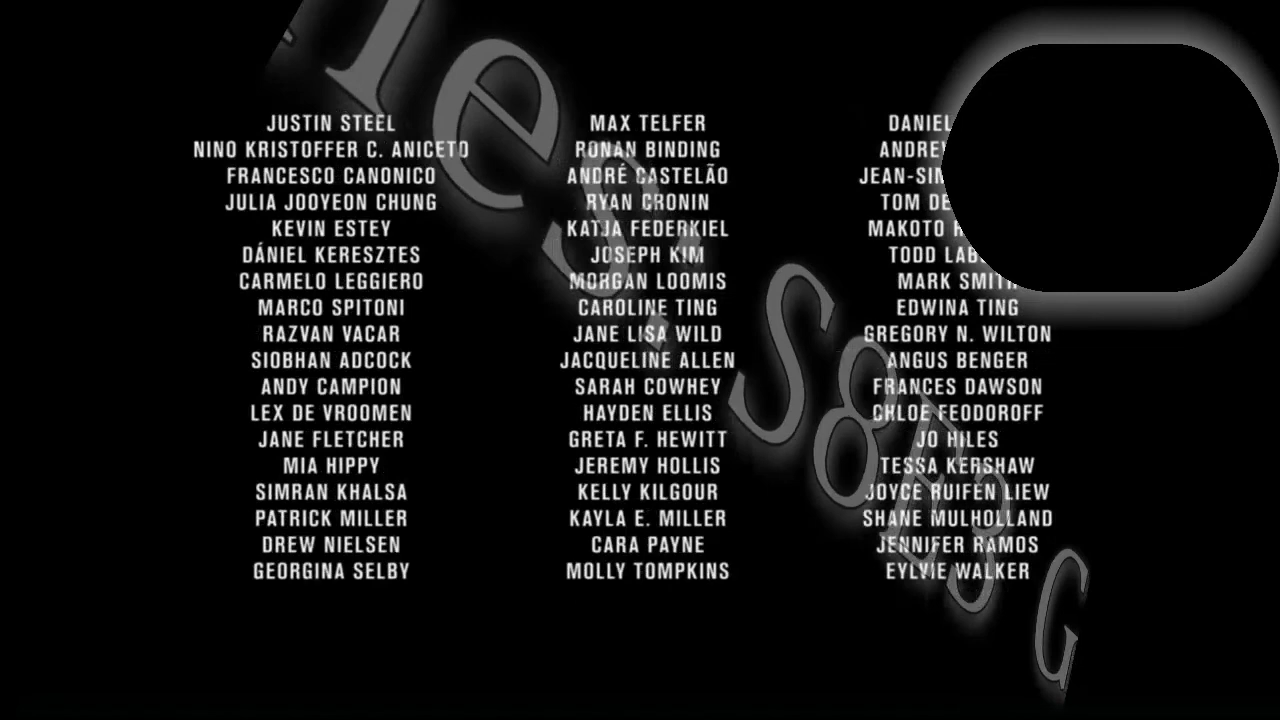 JUSTIN STEEL MAX TELFER DANIEL
NINO KRISTOFFER C. ANICETO RONAN BINDING
FRANCESCO CANONICO ANDRÉ CASTELÃO
JULIA JOOYEON CHUNG RYAN CRONIN TOM
KEVIN ESTEY KATJA FEDERKIEL MAKOTO
DÁNIEL KERESZTES JOSEPH KIM TODD
CARMELO LEGGIERO MORGAN LOOMIS MARK SMITH
MARCO SPITONI CAROLINE TING EDWINA TING
RAZVAN VACAR JANE LISA WILD GREGORY N. WILTON
SIOBHAN ADCOCK JACQUELINE ALLEN ANGUS BENGER
ANDY CAMPION SARAH COWHEY FRANCES DAWSON
LEX DE VROOMEN HAYDEN ELLIS CHLOE FEODOROFF
JANE FLETCHER GRETA F. HEWITT JO HILES
MIA HIPPY JEREMY HOLLIS TESSA KERSHAW
SIMRAN KHALSA KELLY KILGOUR JOYCE RUIFEN LIEW
PATRICK MILLER KAYLA E. MILLER SHANE MULHOLLAND
DREW NIELSEN CARA PAYNE JENNIFER RAMOS
GEORGINA SELBY MOLLY TOMPKINS EYLVIE WALKER
S8E3 G